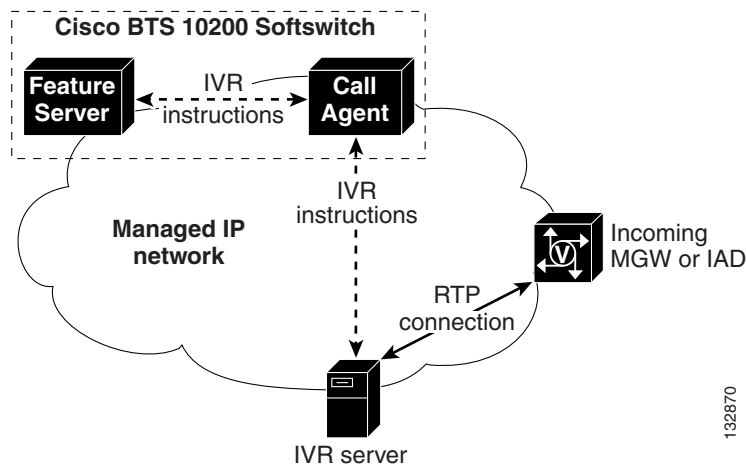 Cisco BTS 10200 Softswitch
Feature
Server
IVR
instructions
Call
Agent
IVR
instructions
Managed IP
network
Incoming
MGW or IAD
V
RTP
connection
IVR server
132870